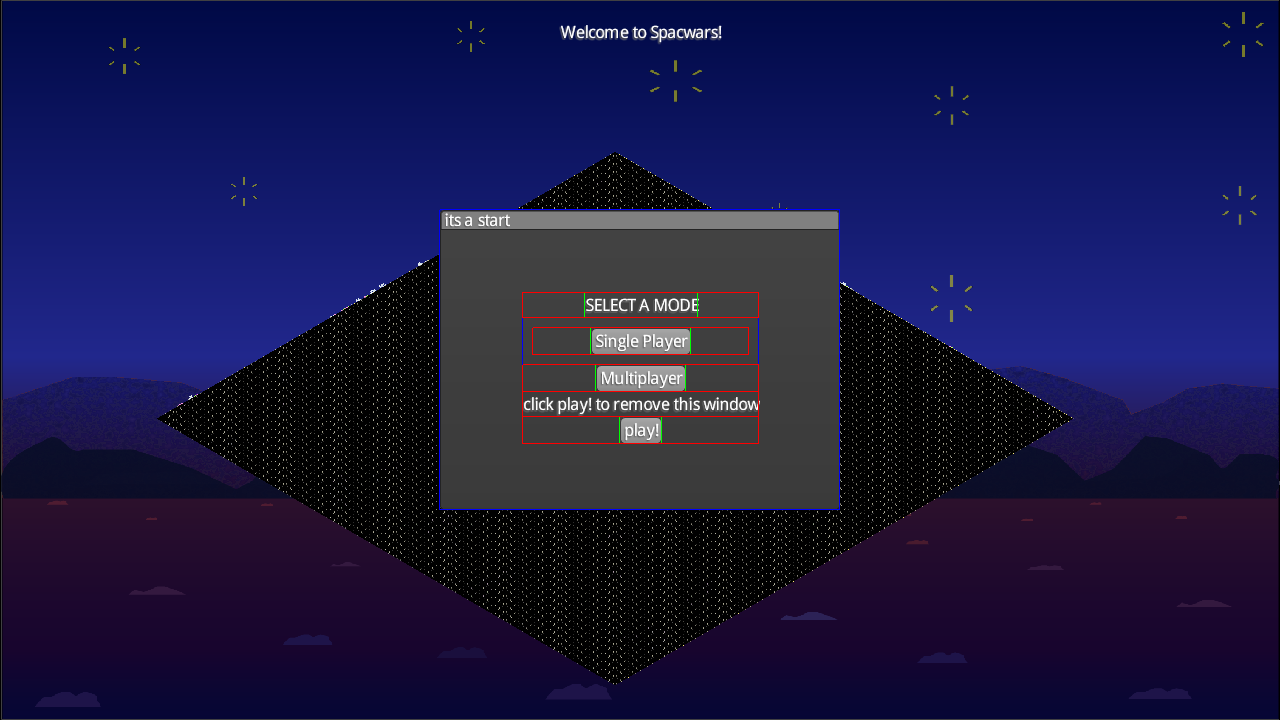 Welcome to Spacwars!
its a start
SELECT A MODE
Single Player
Multiplayer
click play! to remove this window
play!